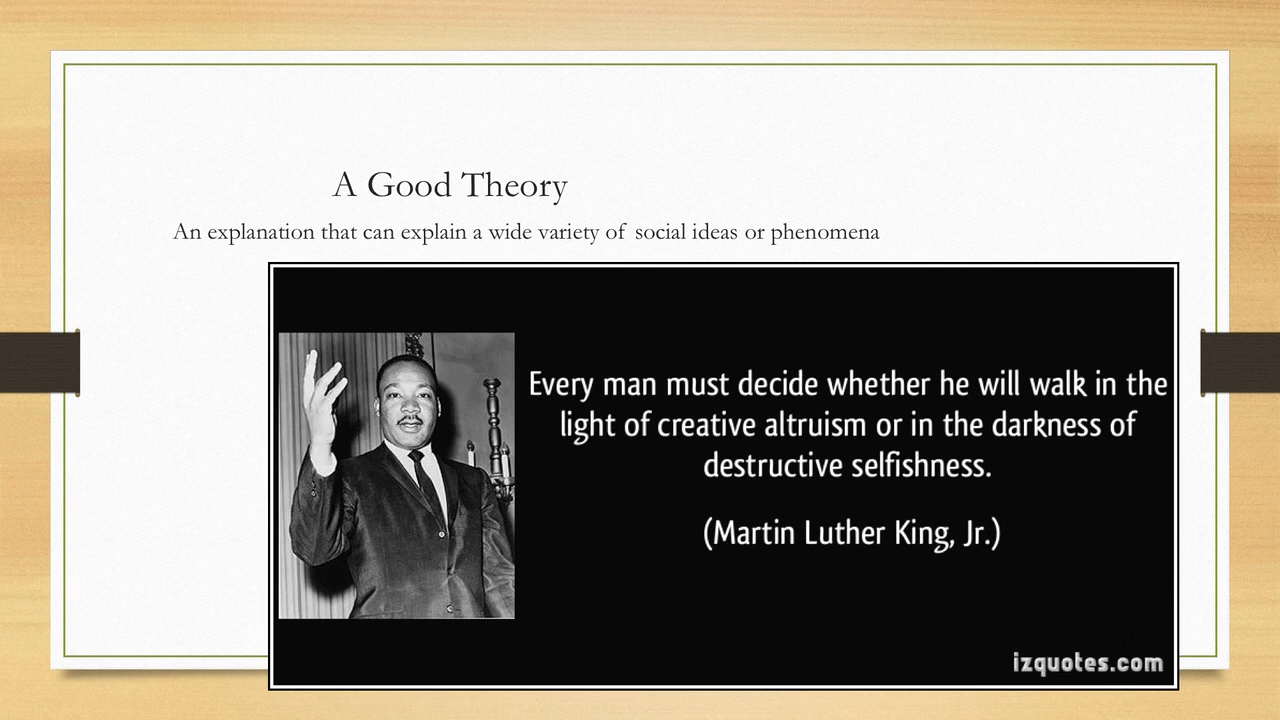 A Good Theory
An explanation that can explain a wide variety of social ideas or phenomena
Every man must decide whether he will walk in the
light of creative altruism or in the darkness of
destructive selfishness.
(Martin Luther King, Jr.)
izquotes.com